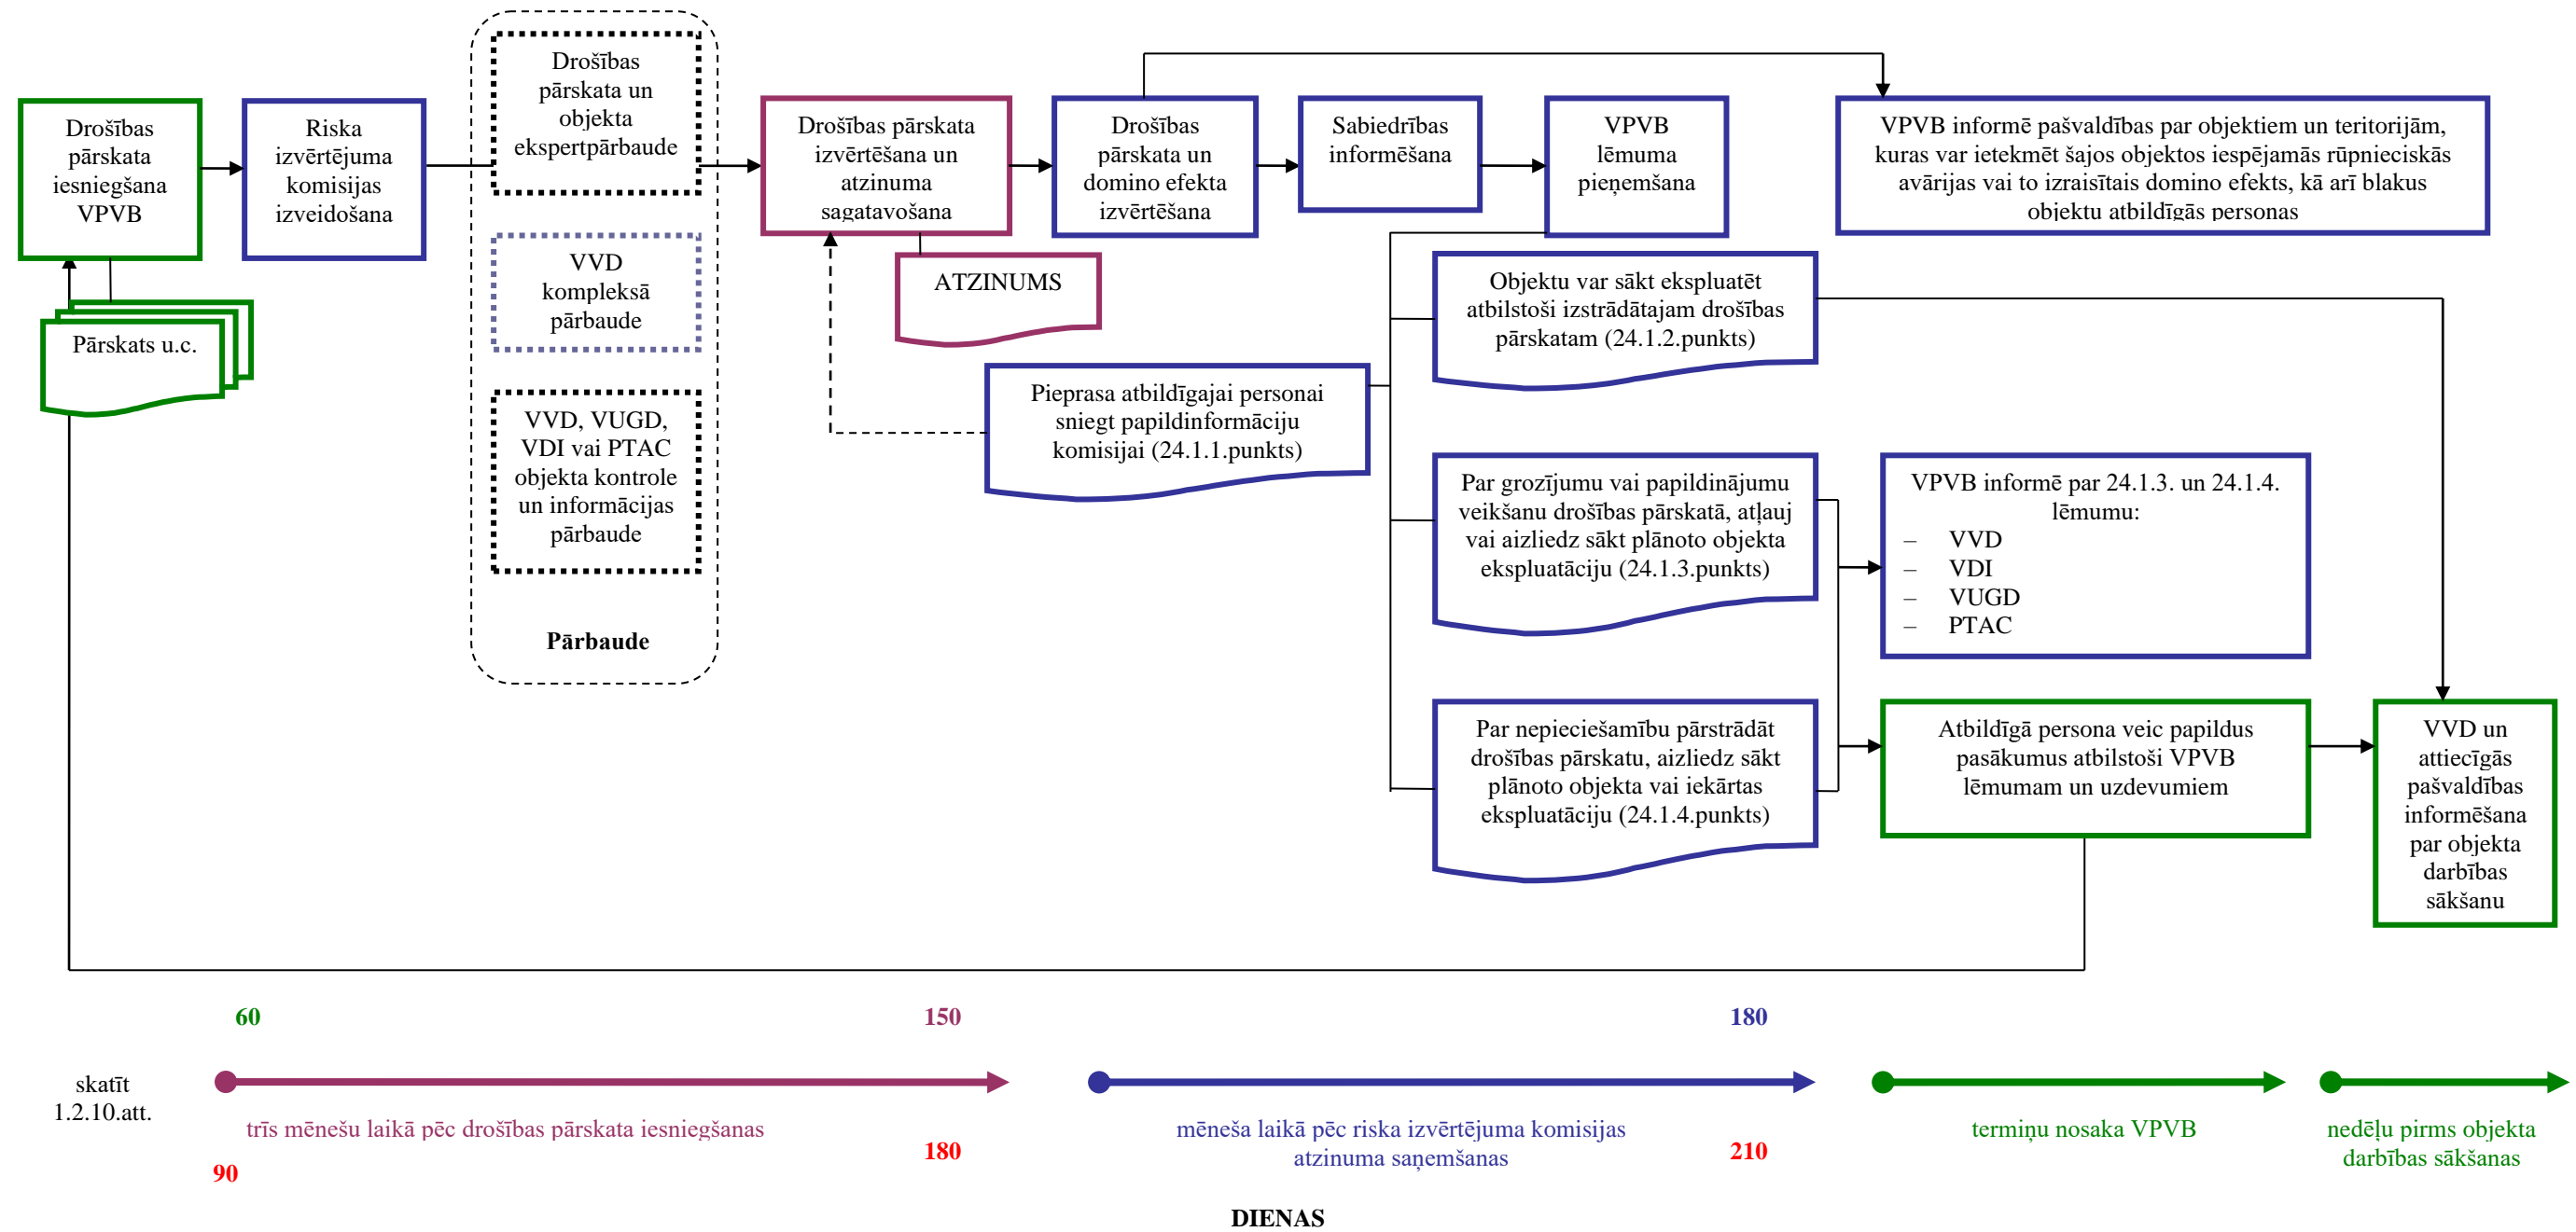 Drošības
pārskata
iesniegšana
VPVB
Pārskats u.c.
Riska
izvērtējuma
komisijas
izveidošana
Drošības
pārskata un
objekta
ekspertpārbaude
VVD
kompleksā
pārbaude
VVD, VUGD,
VDI vai PTAC
objekta kontrole
un informācijas
pārbaude
Pārbaude
Drošības pārskata
izvērtēšana un
atzinuma
sagatavošana
ATZINUMS
Drošības
pārskata un
domino efekta
izvērtēšana
Sabiedrības
informēšana
VPVB
lēmuma
pieņemšana
VPVB informē pašvaldības par objektiem un teritorijām,
kuras var ietekmēt šajos objektos iespējamās rūpnieciskās
avārijas vai to izraisītais domino efekts, kā arī blakus
objektu atbildīgās personas
Pieprasa atbildīgajai personai
sniegt papildinformāciju
komisijai (24.1.1.punkts)
Objektu var sākt ekspluatēt
atbilstoši izstrādātajam drošības
pārskatam (24.1.2.punkts)
Par grozījumu vai papildinājumu
veikšanu drošības pārskatā, atļauj
vai aizliedz sākt plānoto objekta
ekspluatāciju (24.1.3.punkts)
Par nepieciešamību pārstrādāt
drošības pārskatu, aizliedz sākt
plānoto objekta vai iekārtas
ekspluatāciju (24.1.4.punkts)
VPVB informē par 24.1.3. un 24.1.4.
lēmumu:
– VVD
– VDI
– VUGD
– PTAC
Atbildīgā persona veic papildus
pasākumus atbilstoši VPVB
lēmumam un uzdevumiem
VVD un
attiecīgās
pašvaldības
informēšana
par objekta
darbības
sākšanu
60
150
180
skatīt
1.2.10.att.
trīs mēnešu laikā pēc drošības pārskata iesniegšanas
mēneša laikā pēc riska izvērtējuma komisijas
atzinuma saņemšanas
termiņu nosaka VPVB
nedēļu pirms objekta
darbības sākšanas
90
180
210
DIENAS